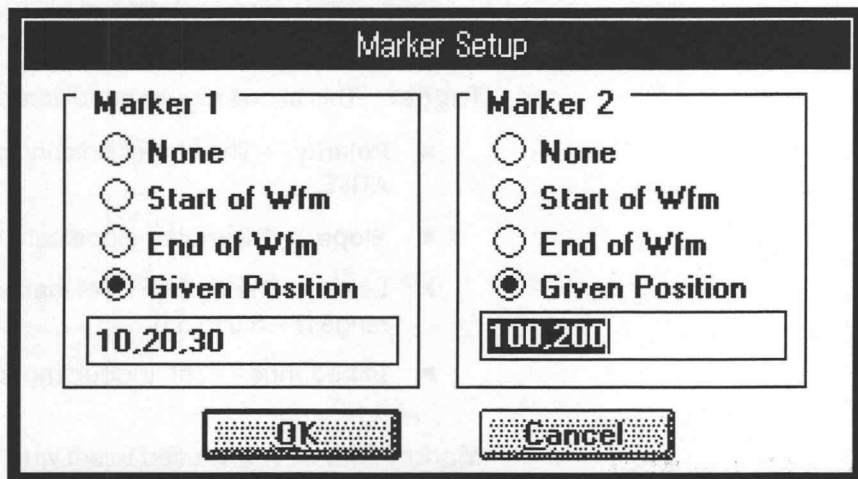 Marker Setup
Marker 1
None
Start of Wfm
End of Wfm
Given Position
10,20,30
Marker 2
None
Start of Wfm
End of Wfm
Given Position
100,200
OK
Cancel